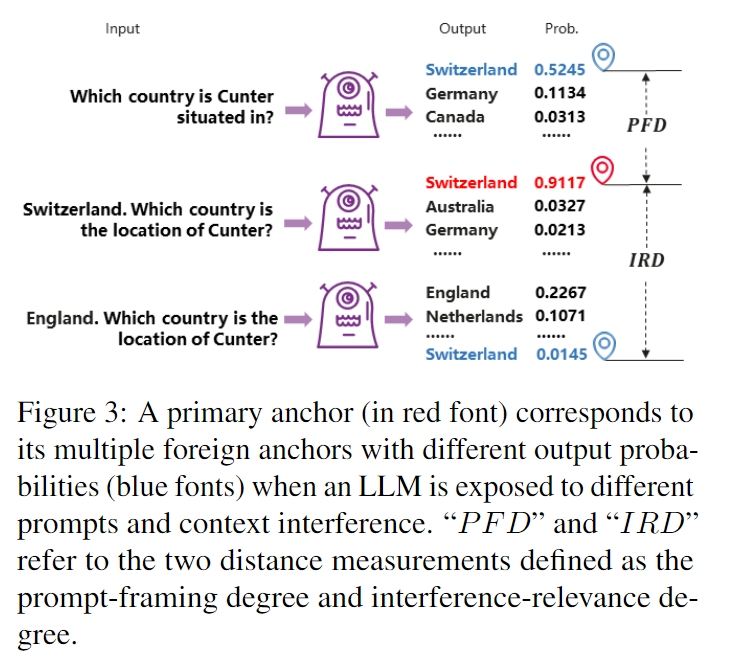 Input Output Prob.
Which country is Cunter
situated in?
Switzerland 0.5245
Germany 0.1134
Canada 0.0313
...... ......
PFD
Switzerland. Which country is
the location of Cunter?
Switzerland 0.9117
Australia 0.0327
Germany 0.0213
...... ......
IRD
England. Which country is the
location of Cunter?
England 0.2267
Netherlands 0.1071
...... ......
Switzerland 0.0145
Figure 3: A primary anchor (in red font) corresponds to
its multiple foreign anchors with different output proba-
bilities (blue fonts) when an LLM is exposed to different
prompts and context interference. “PFD” and “IRD”
refer to the two distance measurements defined as the
prompt-framing degree and interference-relevance de-
gree.